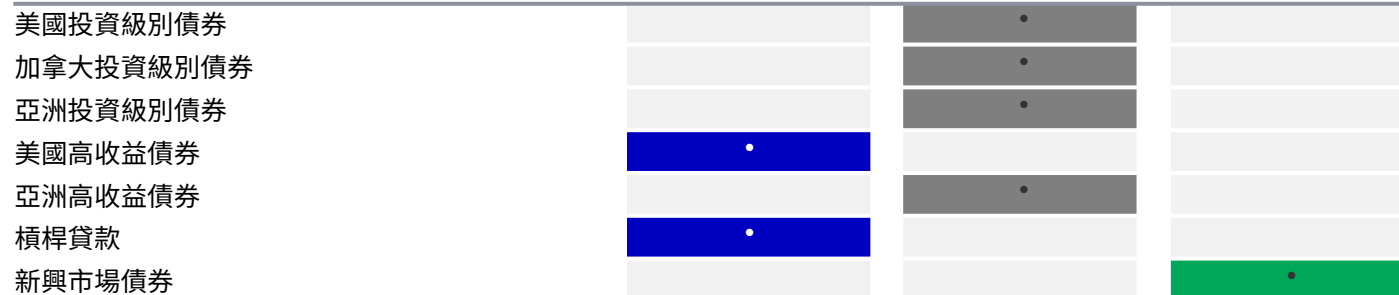 美國投資級別債券 •
加拿大投資級別債券 •
亞洲投資級別債券 •
美國高收益債券 •
亞洲高收益債券 •
槓桿貸款 •
新興市場債券 •